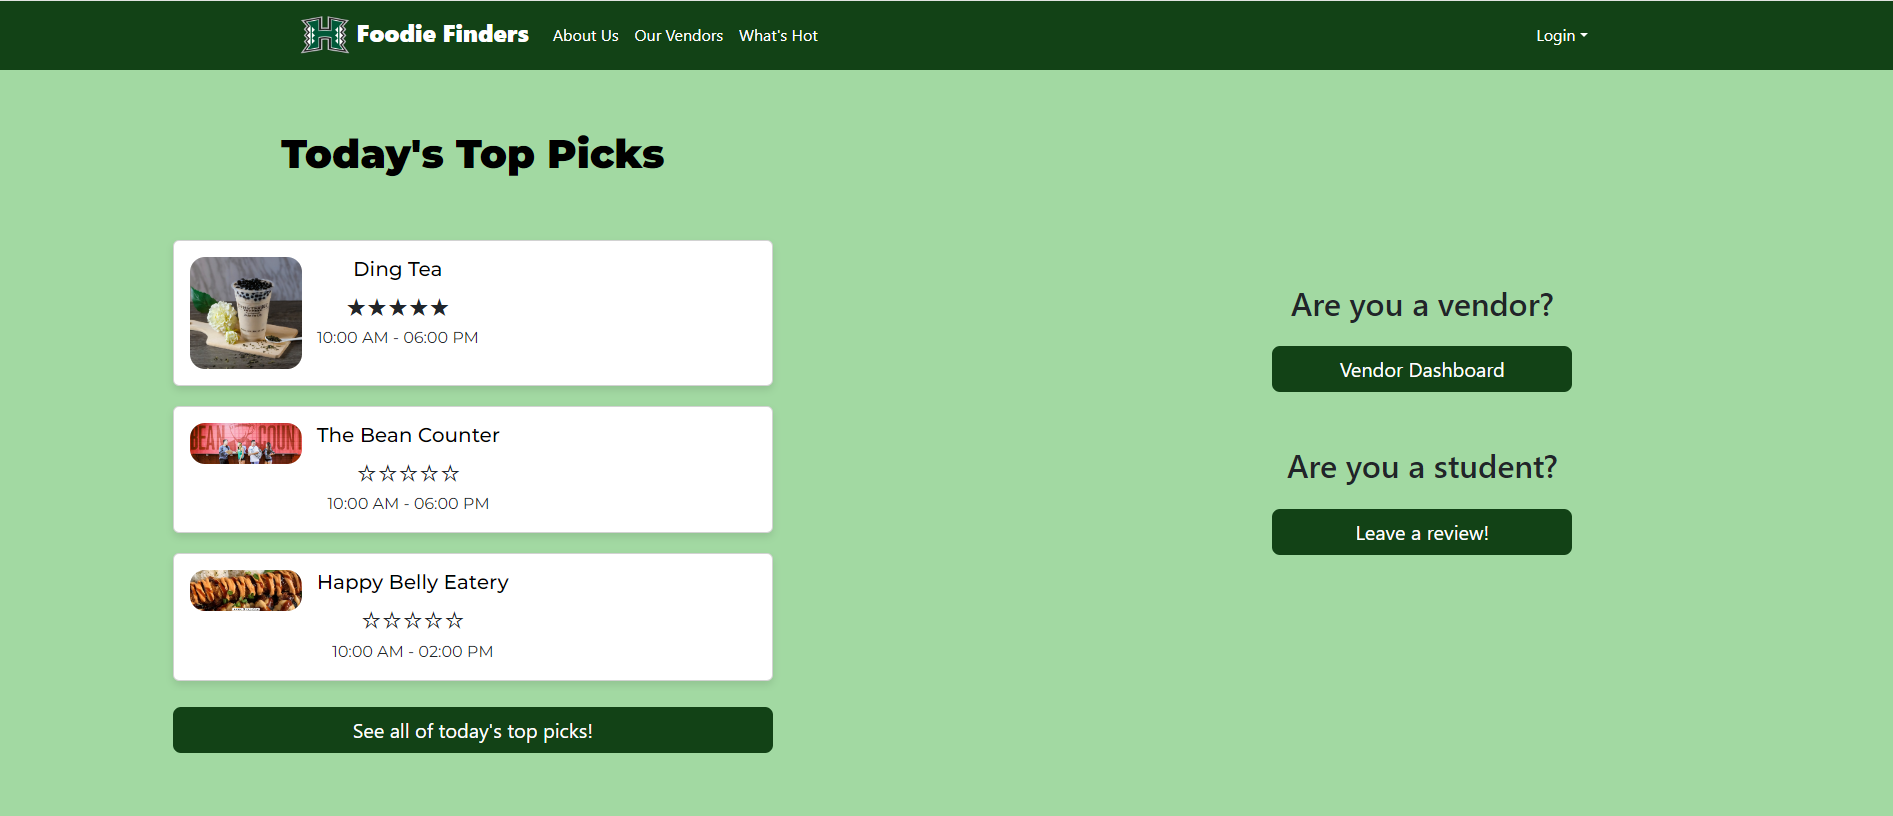 H Foodie Finders About Us Our Vendors What's Hot Login
Today's Top Picks
Ding Tea
★★★★★
10:00 AM - 06:00 PM
BEAN COUNT
The Bean Counter
☆☆☆☆☆
10:00 AM - 06:00 PM
Happy Belly Eatery
☆☆☆☆☆
10:00 AM - 02:00 PM
See all of today's top picks!
Are you a vendor?
Vendor Dashboard
Are you a student?
Leave a review!